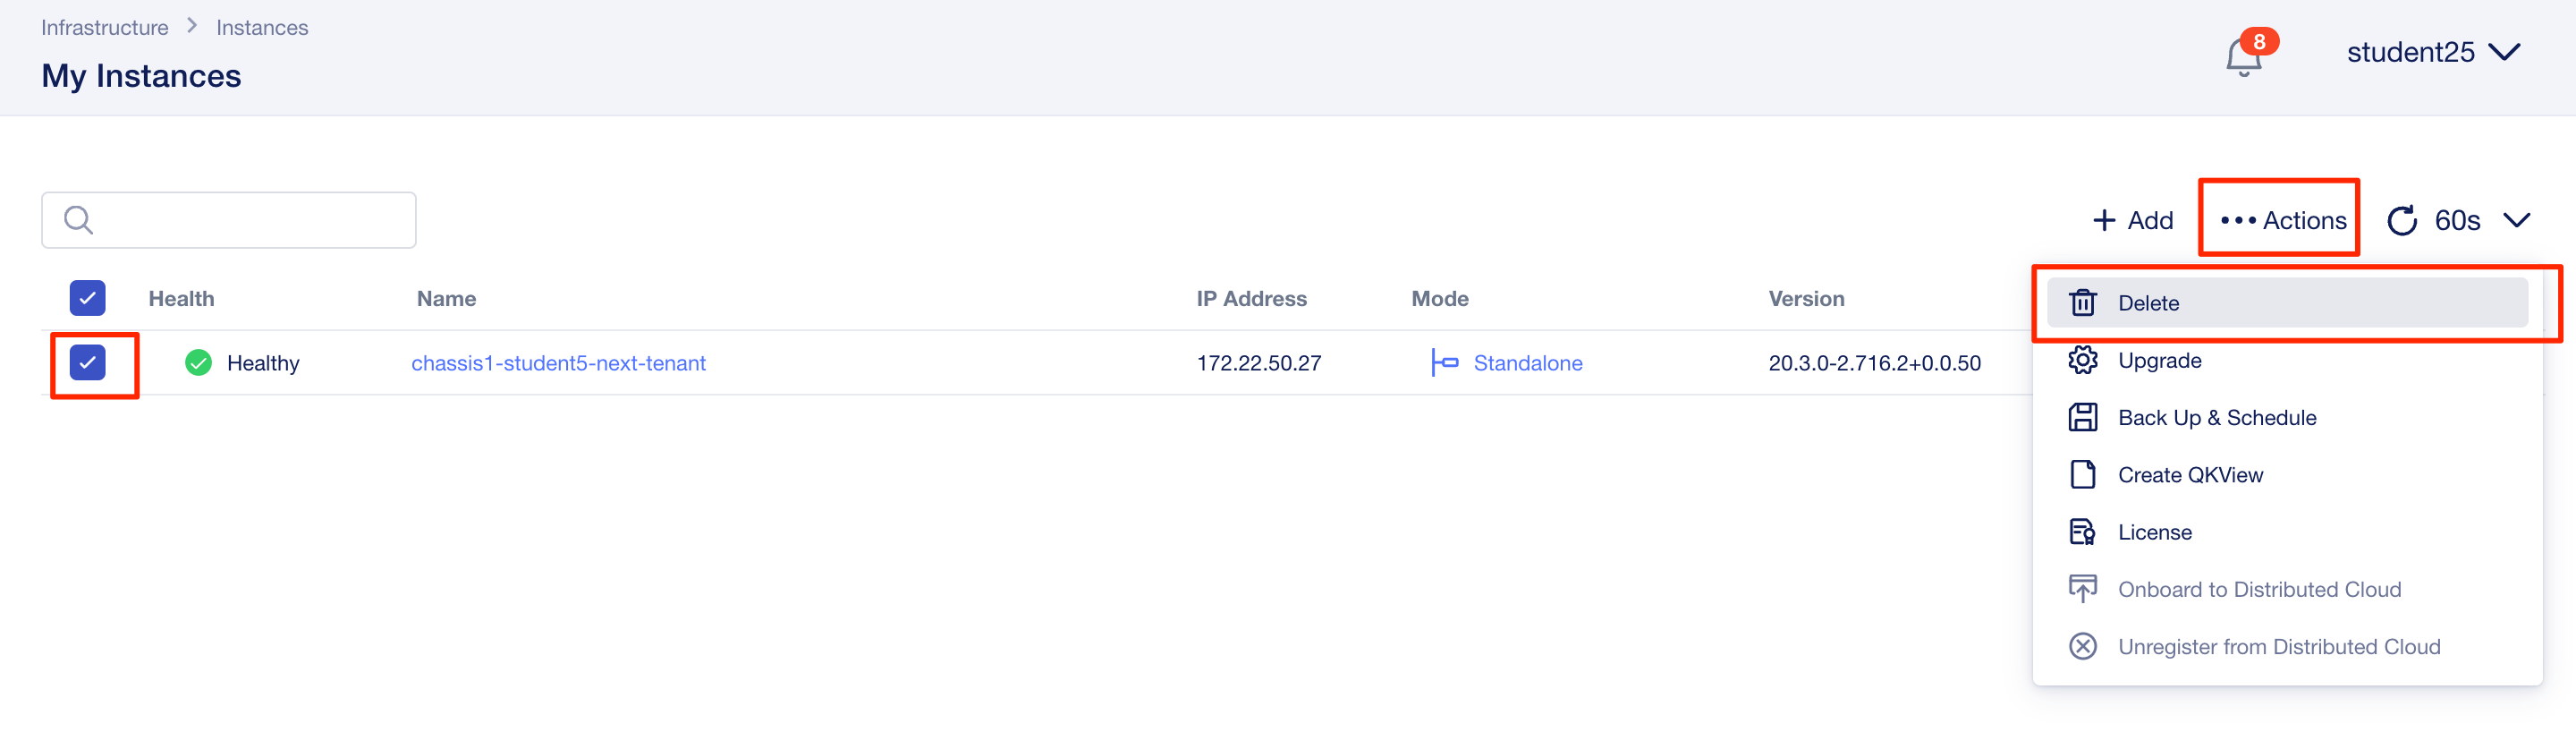 Infrastructure > Instances
My Instances
8
student25
Add
Actions
60s
Health Name IP Address Mode Version
Healthy chassis1-student5-next-tenant 172.22.50.27 Standalone 20.3.0-2.716.2+0.0.50
Delete
Upgrade
Back Up & Schedule
Create QKView
License
Onboard to Distributed Cloud
Unregister from Distributed Cloud